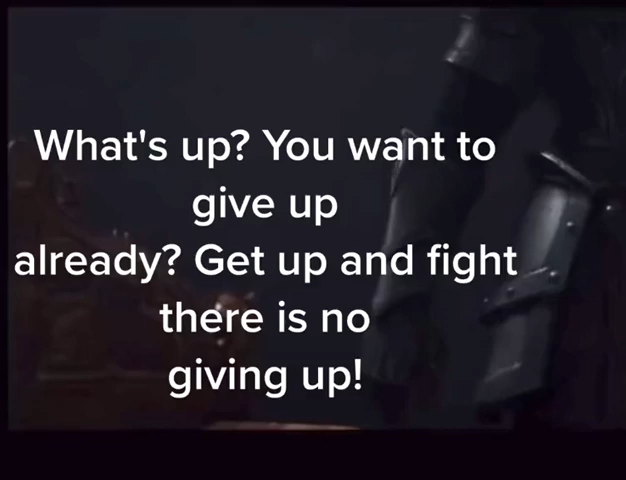 What's up? You want to
give up
already? Get up and fight
there is no
giving up!